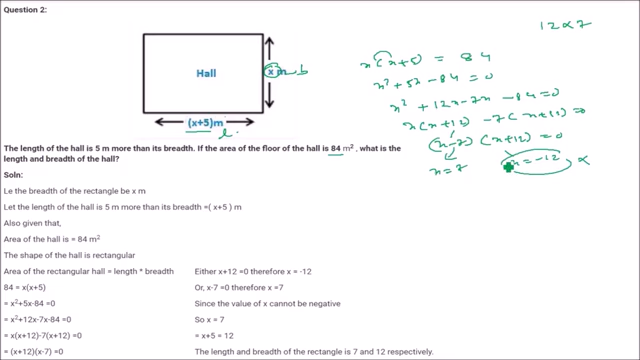 Question 2:
12 x 7
Hall
x m b
(x+5)m
l
x(x+5) = 84
x² + 5x - 84 = 0
x² + 12x - 7x - 84 = 0
x(x+12) - 7(x+12) = 0
(x-7) (x+12) = 0
x = 7
x = -12 x
The length of the hall is 5 m more than its breadth. If the area of the floor of the hall is 84 m², what is the
length and breadth of the hall?
Soln:
Le the breadth of the rectangle be x m
Let the length of the hall is 5 m more than its breadth =( x+5) m
Also given that,
Area of the hall is = 84 m²
The shape of the hall is rectangular
Area of the rectangular hall = length * breadth
84 = x(x+5)
= x²+5x-84 =0
= x²+12x-7x-84 =0
= x(x+12)-7(x+12) =0
= (x+12)(x-7) =0
Either x+12 =0 therefore x = -12
Or, x-7 =0 therefore x =7
Since the value of x cannot be negative
So x = 7
= x+5 = 12
The length and breadth of the rectangle is 7 and 12 respectively.